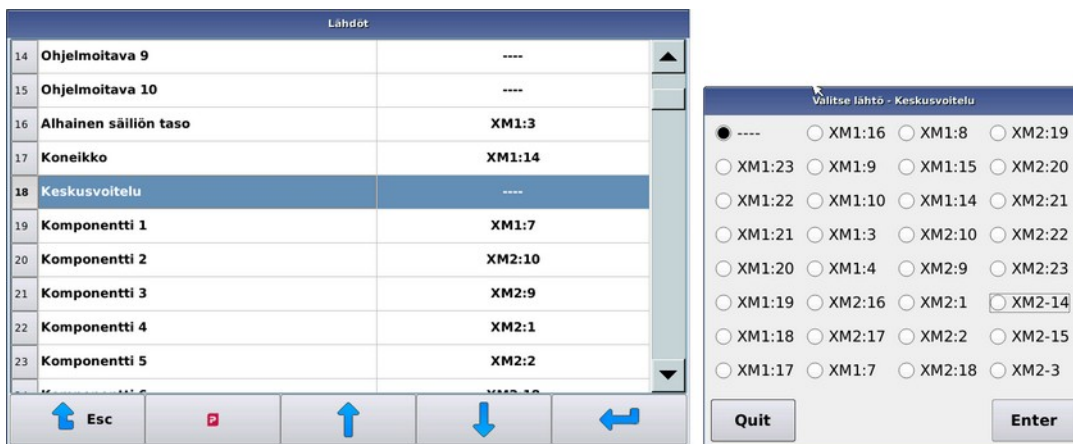 Lähdöt
14 Ohjelmoitava 9 ----
15 Ohjelmoitava 10 ----
16 Alhainen säiliön taso XM1:3
17 Koneikko XM1:14
18 Keskusvoitelu ----
19 Komponentti 1 XM1:7
20 Komponentti 2 XM2:10
21 Komponentti 3 XM2:9
22 Komponentti 4 XM2:1
23 Komponentti 5 XM2:2
Esc P
Valitse lähtö - Keskusvoitelu
---- XM1:16 XM1:8 XM2:19
XM1:23 XM1:9 XM1:15 XM2:20
XM1:22 XM1:10 XM1:14 XM2:21
XM1:21 XM1:3 XM2:10 XM2:22
XM1:20 XM1:4 XM2:9 XM2:23
XM1:19 XM2:16 XM2:1 XM2-14
XM1:18 XM2:17 XM2:2 XM2-15
XM1:17 XM1:7 XM2:18 XM2-3
Quit Enter